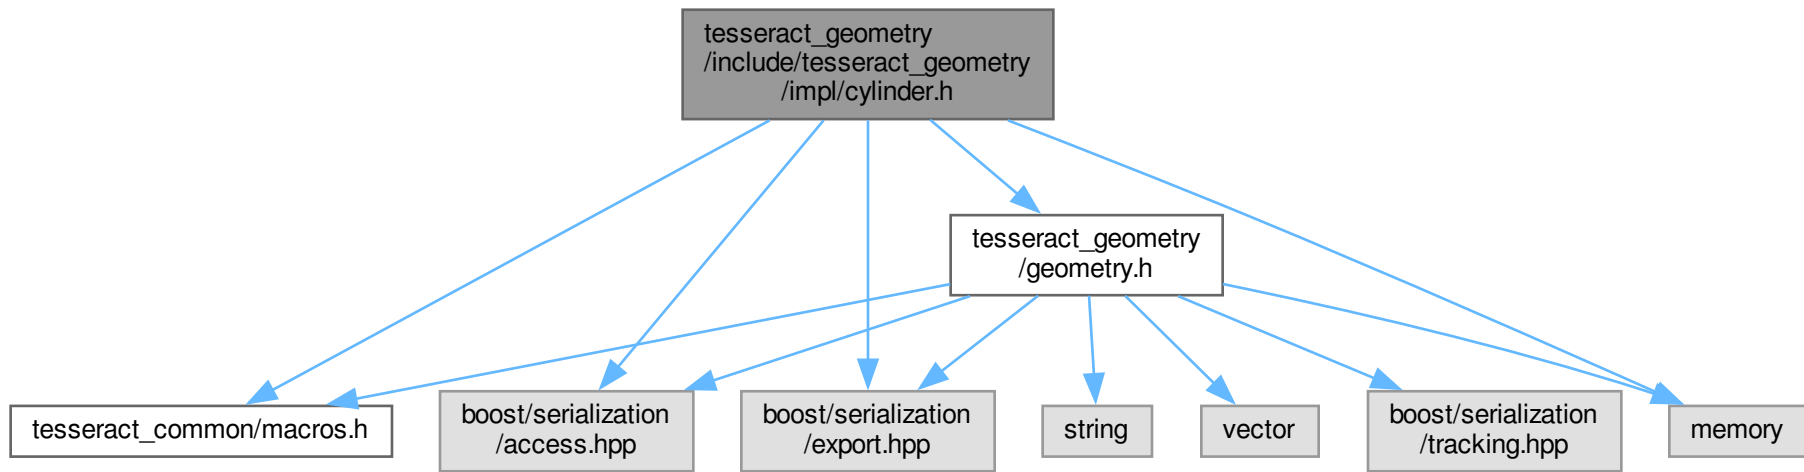 tesseract_geometry
/include/tesseract_geometry
/impl/cylinder.h
tesseract_geometry
/geometry.h
tesseract_common/macros.h
boost/serialization
/access.hpp
boost/serialization
/export.hpp
string
vector
boost/serialization
/tracking.hpp
memory